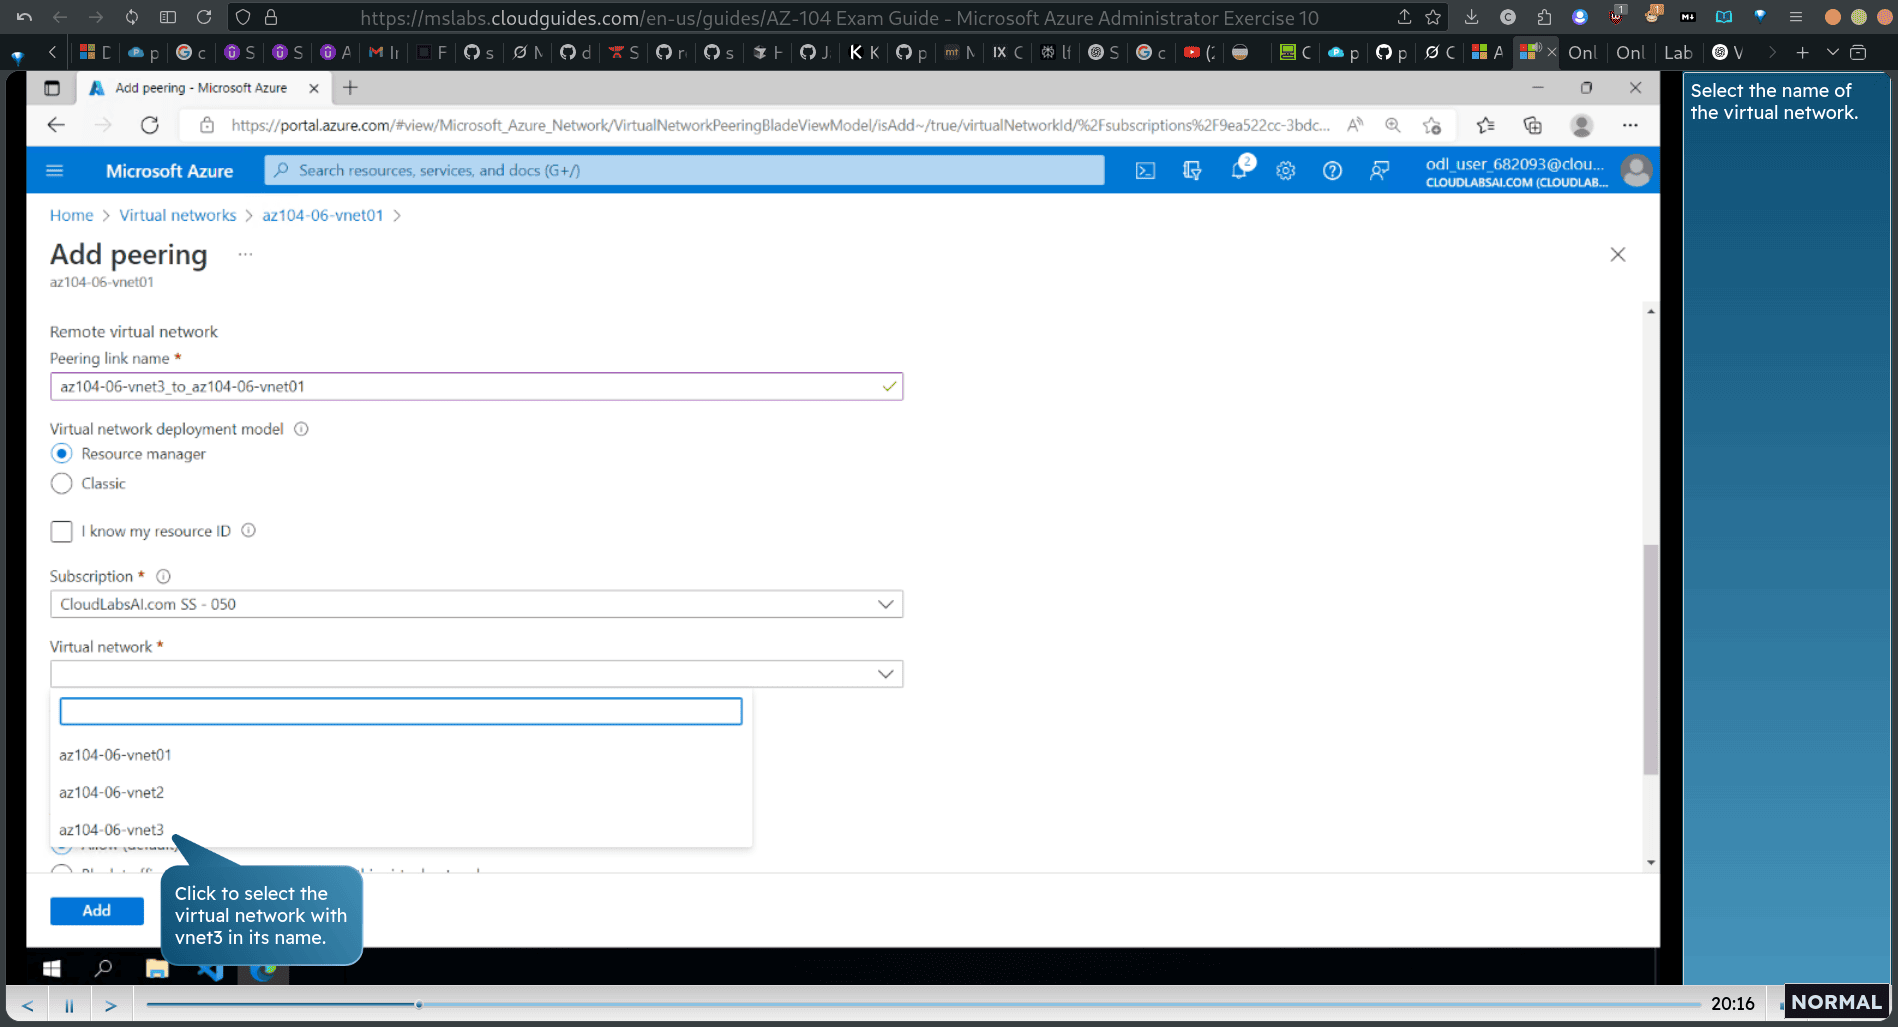 https://mslabs.cloudguides.com/en-us/guides/AZ-104 Exam Guide - Microsoft Azure Administrator Exercise 10
Onl
Onl
Lab
Add peering - Microsoft Azure
https://portal.azure.com/#view/Microsoft_Azure_Network/VirtualNetworkPeeringBladeViewModel/isAdd~/true/virtualNetworkId/%2Fsubscriptions%2F9ea522cc-3bdc...
Microsoft Azure
Search resources, services, and docs (G+/)
2
odl_user_682093@clou...
CLOUDLABSAI.COM (CLOUDLAB...
Home > Virtual networks > az104-06-vnet01 >
Add peering ...
az104-06-vnet01
Remote virtual network
Peering link name *
az104-06-vnet3_to_az104-06-vnet01
Virtual network deployment model
Resource manager
Classic
I know my resource ID
Subscription *
CloudLabsAI.com SS - 050
Virtual network *
az104-06-vnet01
az104-06-vnet2
az104-06-vnet3
Add
Click to select the
virtual network with
vnet3 in its name.
Select the name of
the virtual network.
20:16
NORMAL